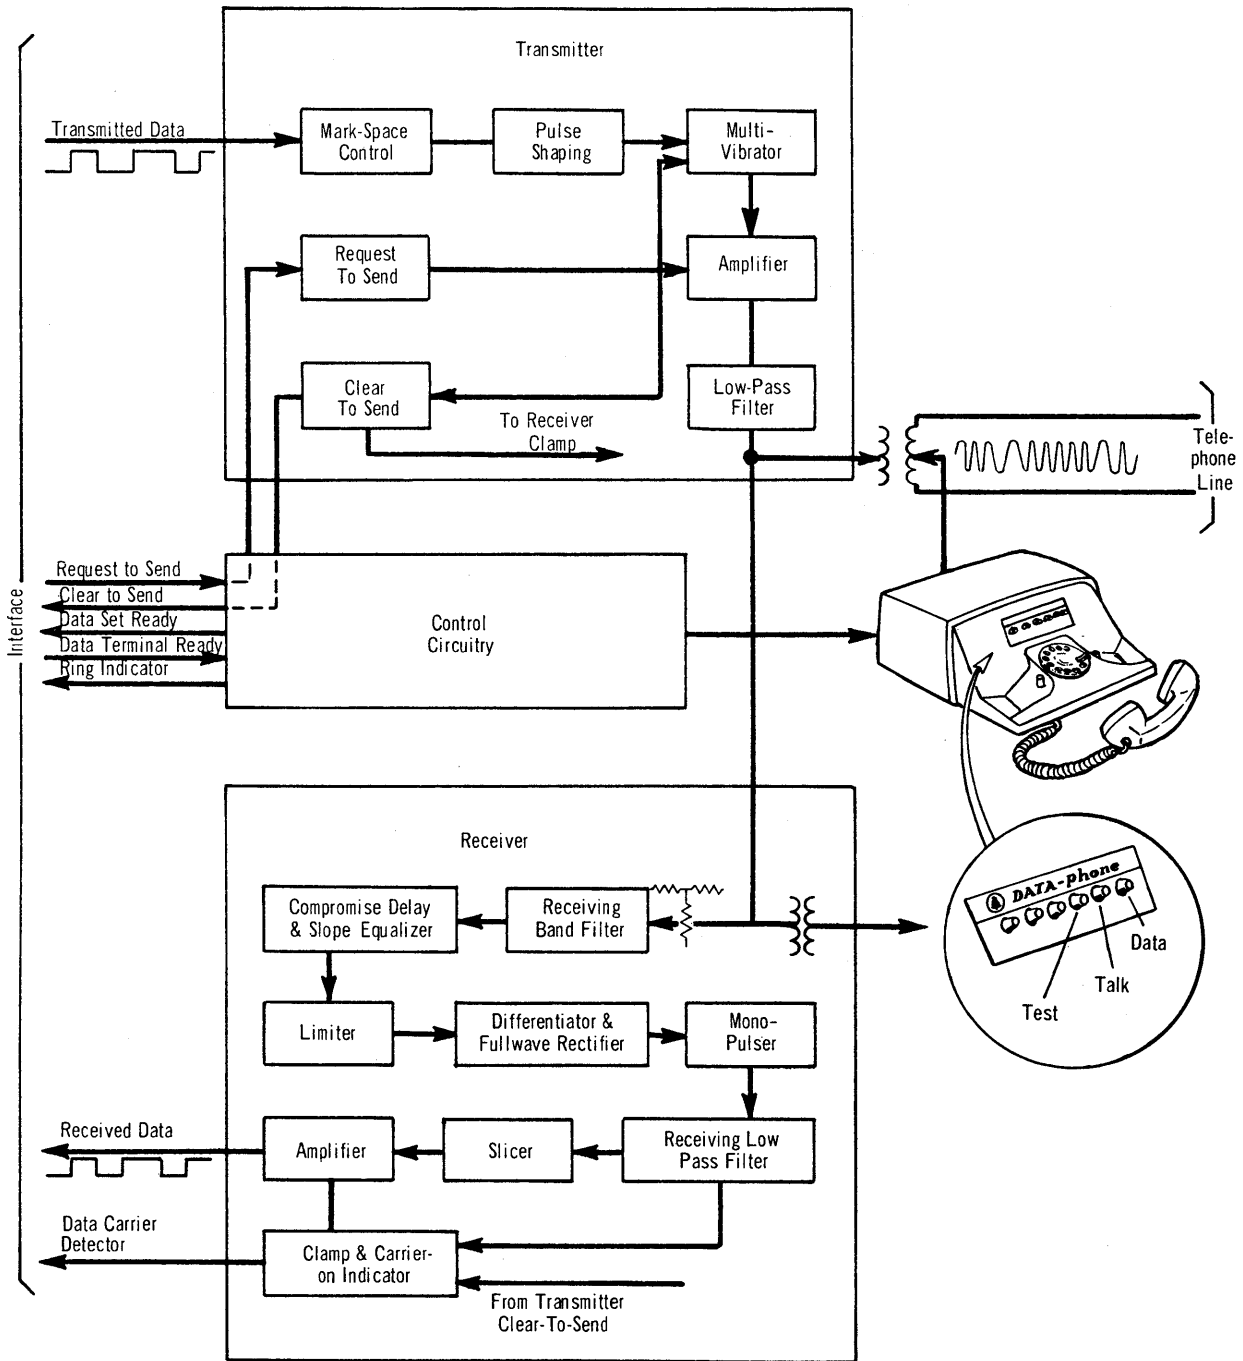 Transmitter
Transmitted Data
Mark-Space
Control
Pulse
Shaping
Multi-
Vibrator
Request
To Send
Amplifier
Clear
To Send
Low-Pass
Filter
To Receiver
Clamp
Tele-
phone
Line
Interface
Request to Send
Clear to Send
Data Set Ready
Data Terminal Ready
Ring Indicator
Control
Circuitry
Receiver
Compromise Delay
& Slope Equalizer
Receiving
Band Filter
DATA-phone
Data
Talk
Test
Limiter
Differentiator &
Fullwave Rectifier
Mono-
Pulser
Received Data
Amplifier
Slicer
Receiving Low
Pass Filter
Data Carrier
Detector
Clamp & Carrier-
on Indicator
From Transmitter
Clear-To-Send